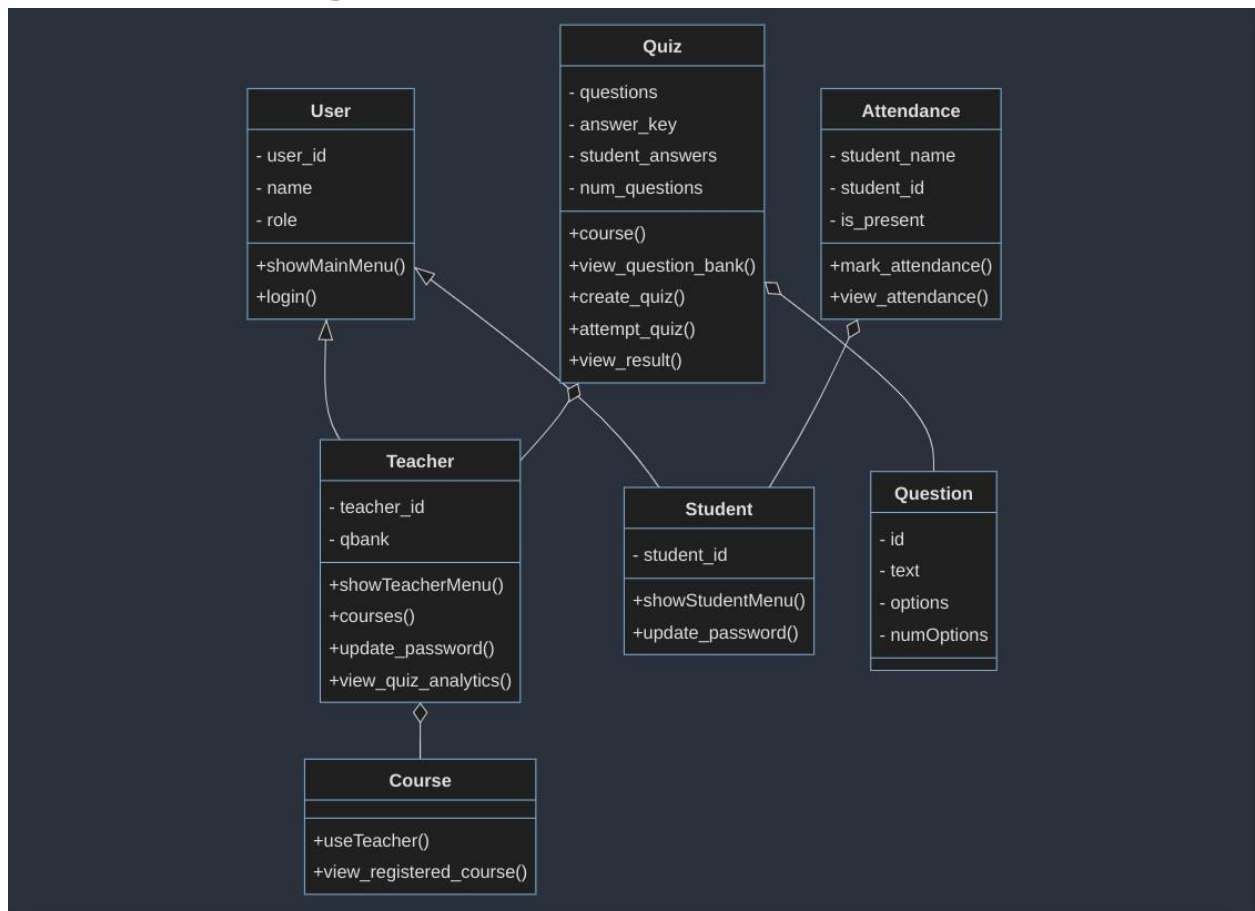 User
- user_id
- name
- role
+showMainMenu()
+login()
Quiz
- questions
- answer_key
- student_answers
- num_questions
+course()
+view_question_bank()
+create_quiz()
+attempt_quiz()
+view_result()
Attendance
- student_name
- student_id
- is_present
+mark_attendance()
+view_attendance()
Teacher
- teacher_id
- qbank
+showTeacherMenu()
+courses()
+update_password()
+view_quiz_analytics()
Student
- student_id
+showStudentMenu()
+update_password()
Question
- id
- text
- options
- numOptions
Course
+useTeacher()
+view_registered_course()